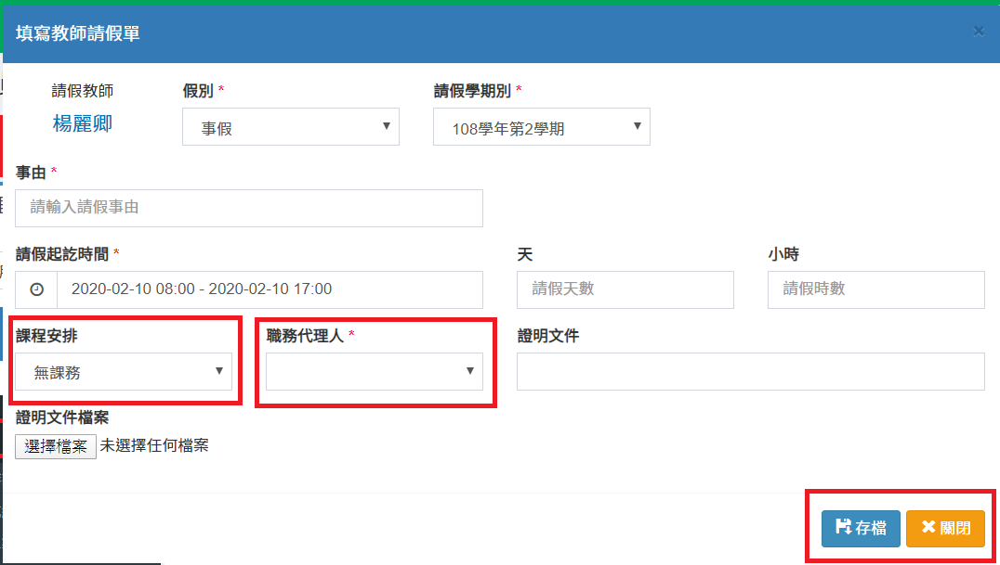 填寫教師請假單 ×
請假教師 假別 * 請假學期別 *
楊麗卿 事假 108學年第2學期
事由 *
請輸入請假事由
請假起訖時間 * 天 小時
2020-02-10 08:00 - 2020-02-10 17:00 請假天數 請假時數
課程安排 職務代理人 * 證明文件
無課務
證明文件檔案
選擇檔案 未選擇任何檔案
存檔 關閉